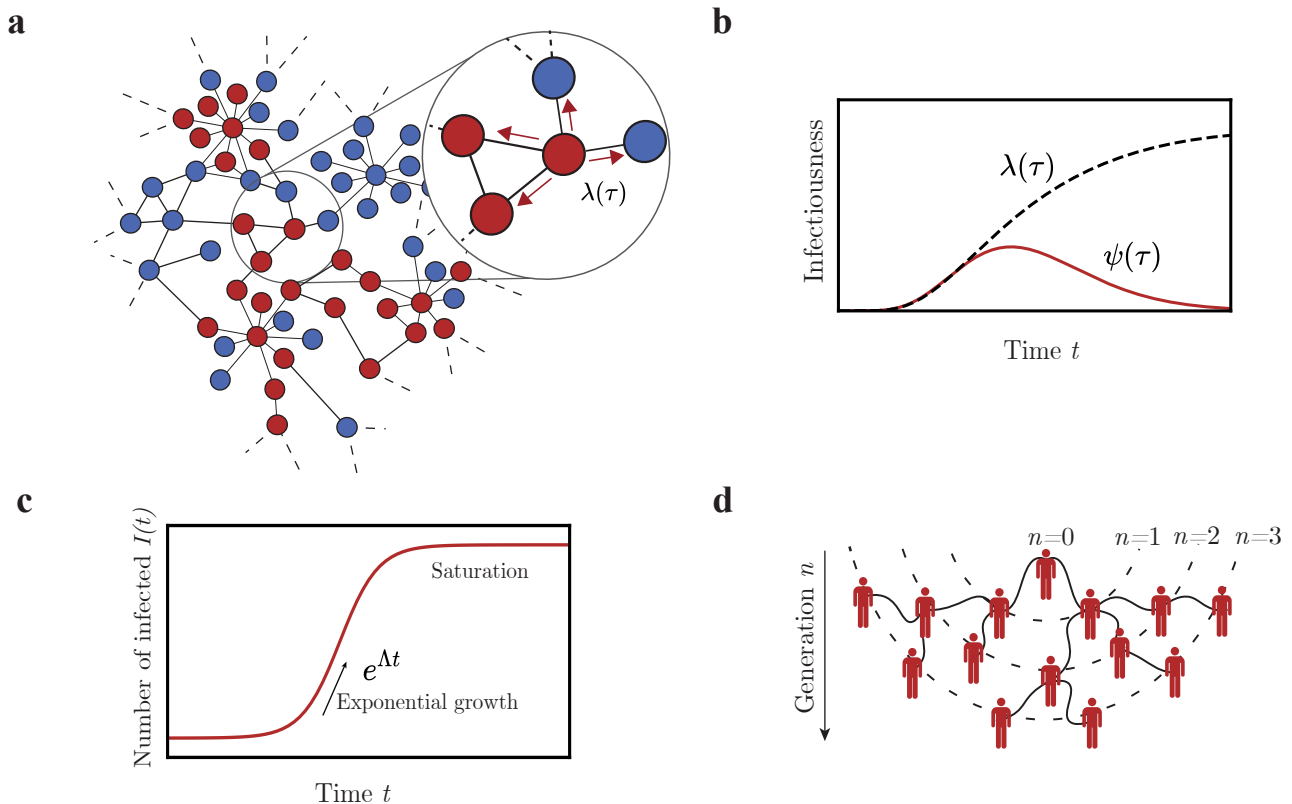 a
λ(τ)
b
Infectiousness
λ(τ)
ψ(τ)
Time t
c
Number of infected I(t)
Saturation
e^{Λt}
Exponential growth
Time t
d
n=0 n=1 n=2 n=3
Generation n